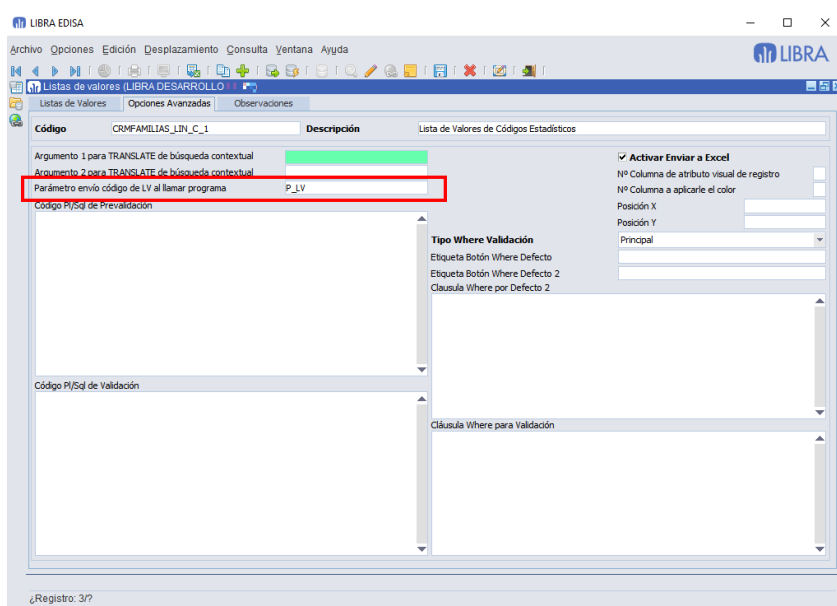 LIBRA EDISA
Archivo Opciones Edición Desplazamiento Consulta Ventana Ayuda
LIBRA
Listas de valores (LIBRA DESARROLLO
Listas de Valores Opciones Avanzadas Observaciones
Código CRMFAMILIAS_LIN_C_1 Descripción Lista de Valores de Códigos Estadísticos
Argumento 1 para TRANSLATE de búsqueda contextual
Activar Enviar a Excel
Argumento 2 para TRANSLATE de búsqueda contextual
Nº Columna de atributo visual de registro
Parámetro envío código de LV al llamar programa P_LV
Nº Columna a aplicarle el color
Código Pl/Sql de Prevalidación
Posición X
Posición Y
Tipo Where Validación Principal
Etiqueta Botón Where Defecto
Etiqueta Botón Where Defecto 2
Clausula Where por Defecto 2
Código Pl/Sql de Validación
Cláusula Where para Validación
¿Registro: 3/?